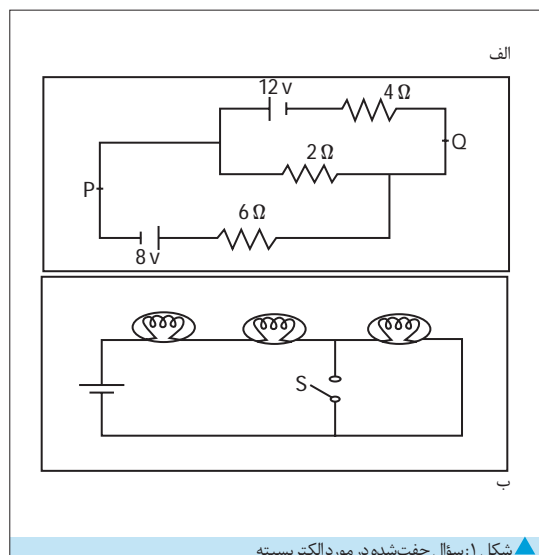 الف
12 v
4 Ω
Q
2 Ω
P
6 Ω
8 v
S
ب
شکل ۱: سؤال جفت‌شده در مورد الکتریسیته